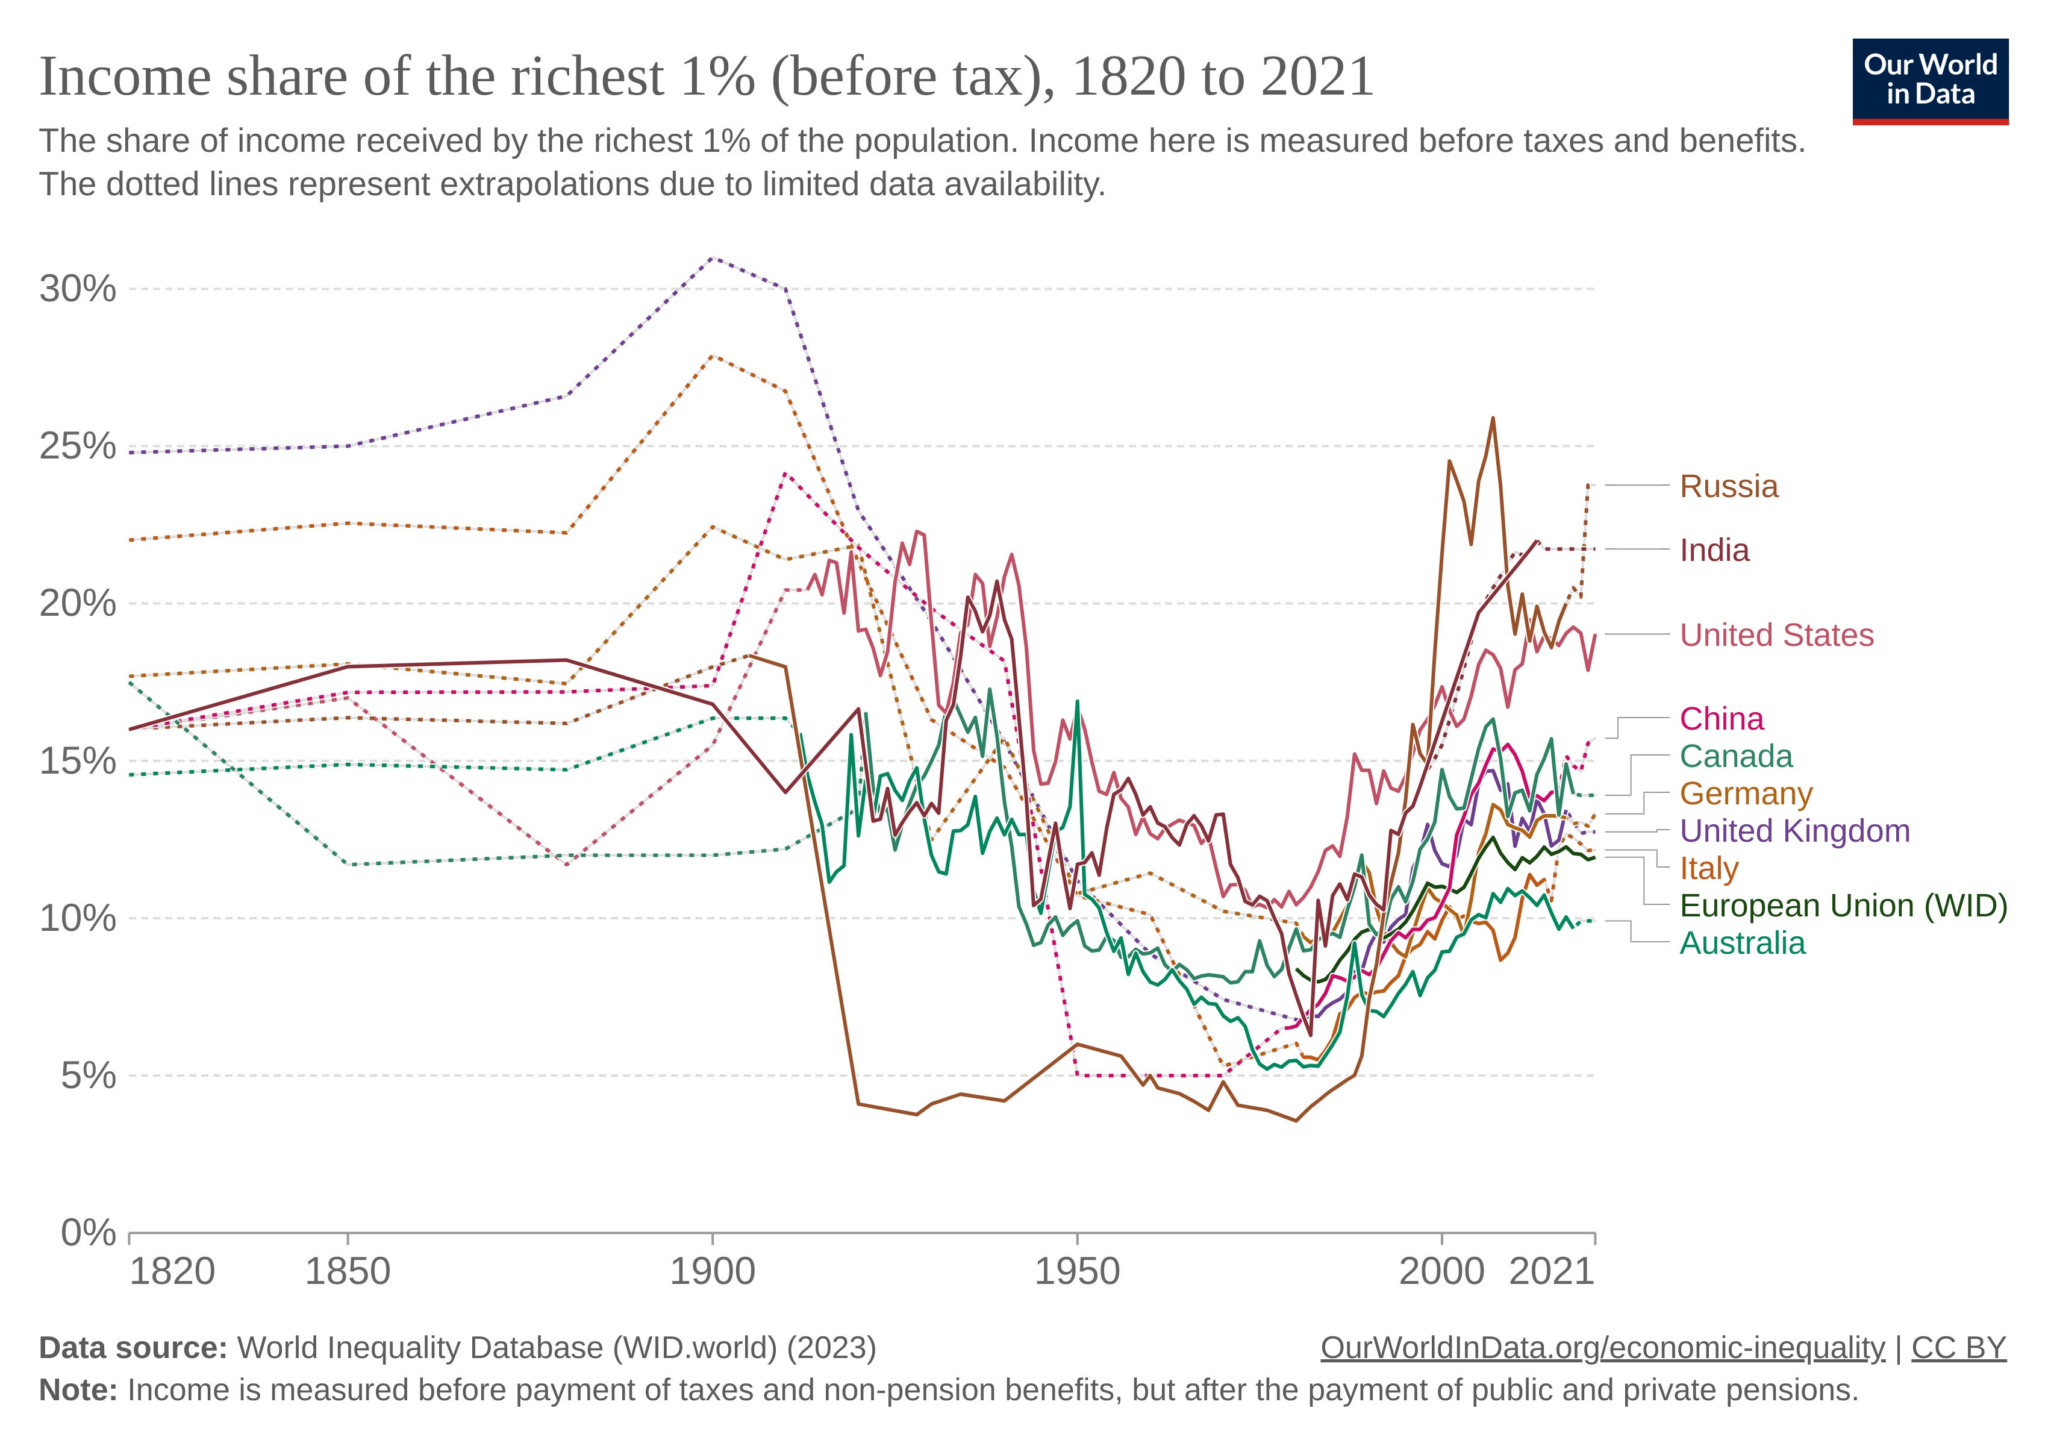 Income share of the richest 1% (before tax), 1820 to 2021
Our World
in Data
The share of income received by the richest 1% of the population. Income here is measured before taxes and benefits.
The dotted lines represent extrapolations due to limited data availability.
30%
25%
20%
15%
10%
5%
0%
Russia
India
United States
China
Canada
Germany
United Kingdom
Italy
European Union (WID)
Australia
1820
1850
1900
1950
2000
2021
Data source: World Inequality Database (WID.world) (2023)
OurWorldInData.org/economic-inequality | CC BY
Note: Income is measured before payment of taxes and non-pension benefits, but after the payment of public and private pensions.